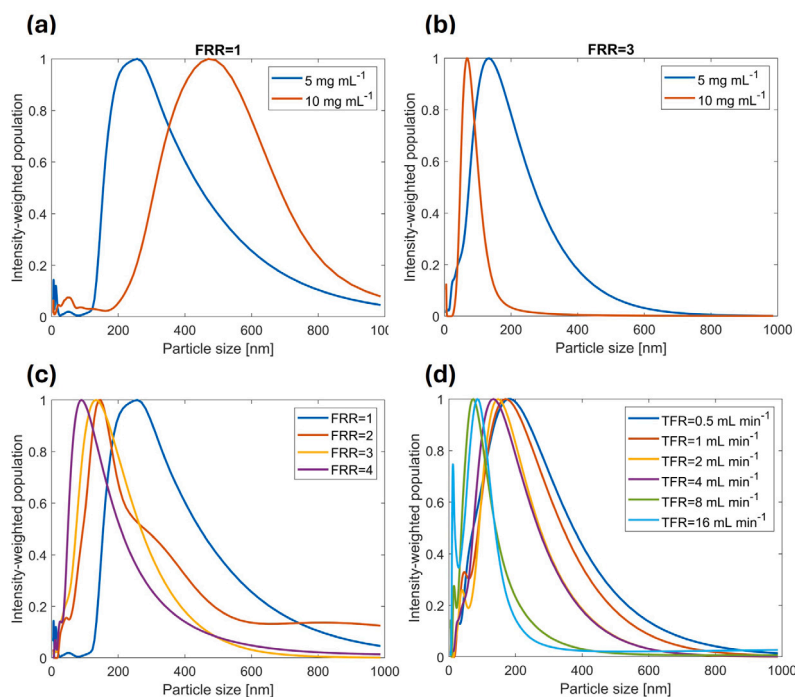 (a)
FRR=1
Intensity-weighted population
1
0.8
0.6
0.4
0.2
0
5 mg mL⁻¹
10 mg mL⁻¹
0 200 400 600 800 100
Particle size [nm]
(b)
FRR=3
Intensity-weighted population
1
0.8
0.6
0.4
0.2
0
5 mg mL⁻¹
10 mg mL⁻¹
0 200 400 600 800 1000
Particle size [nm]
(c)
Intensity-weighted population
1
0.8
0.6
0.4
0.2
0
FRR=1
FRR=2
FRR=3
FRR=4
0 200 400 600 800 100
Particle size [nm]
(d)
Intensity-weighted population
1
0.8
0.6
0.4
0.2
0
TFR=0.5 mL min⁻¹
TFR=1 mL min⁻¹
TFR=2 mL min⁻¹
TFR=4 mL min⁻¹
TFR=8 mL min⁻¹
TFR=16 mL min⁻¹
0 200 400 600 800 1000
Particle size [nm]